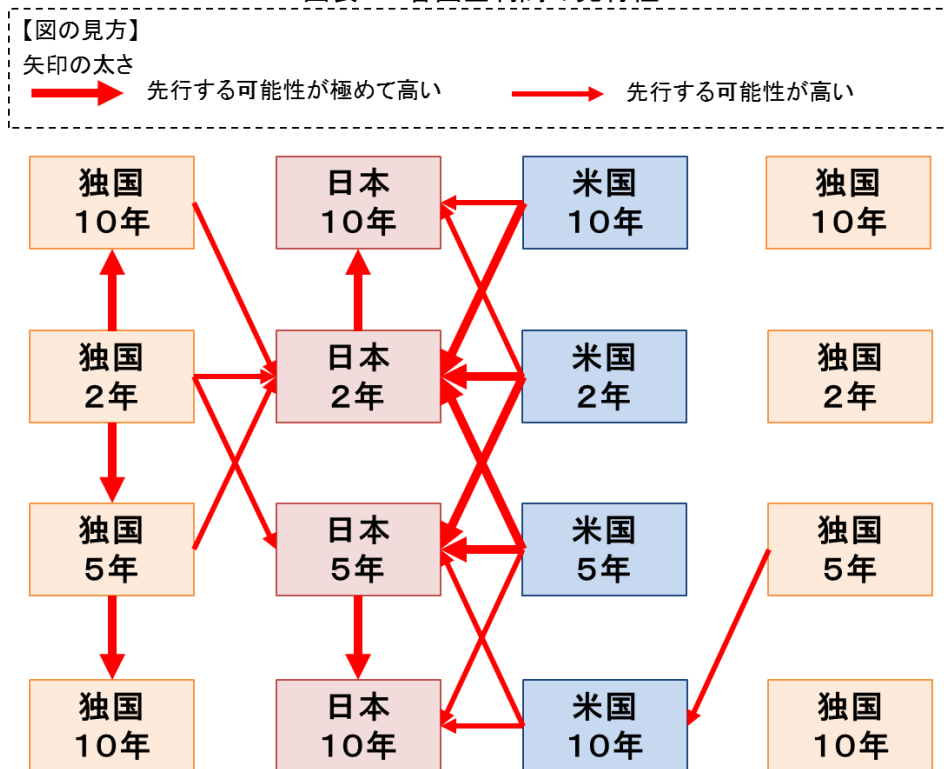 【図の見方】
矢印の太さ
先行する可能性が極めて高い
先行する可能性が高い
独国
10年
日本
10年
米国
10年
独国
10年
独国
2年
日本
2年
米国
2年
独国
2年
独国
5年
日本
5年
米国
5年
独国
5年
独国
10年
日本
10年
米国
10年
独国
10年